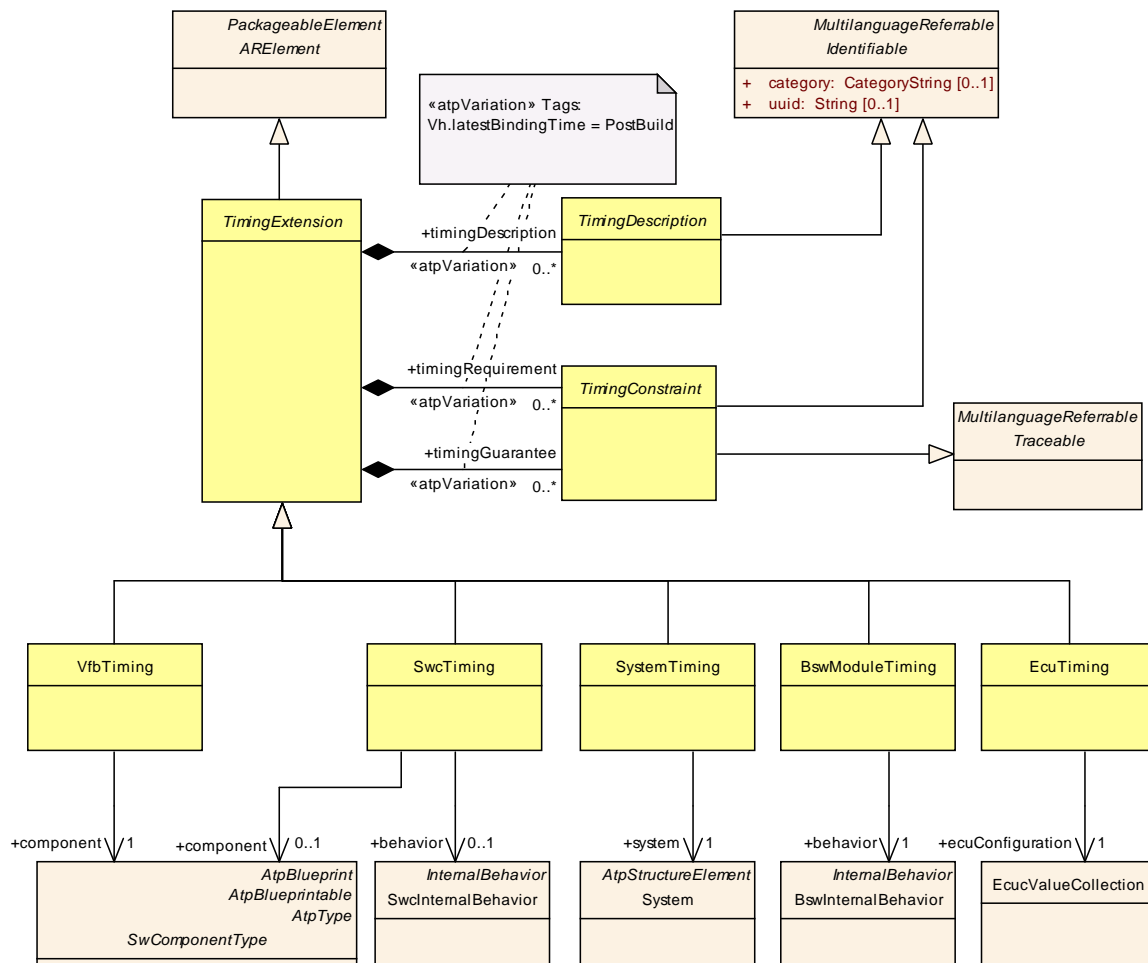 PackageableElement
ARElement
MultilanguageReferrable
Identifiable
+ category: CategoryString [0..1]
+ uuid: String [0..1]
«atpVariation» Tags:
Vh.latestBindingTime = PostBuild
TimingExtension
+timingDescription
«atpVariation» 0..*
TimingDescription
+timingRequirement
«atpVariation» 0..*
TimingConstraint
+timingGuarantee
«atpVariation» 0..*
MultilanguageReferrable
Traceable
VfbTiming
SwcTiming
SystemTiming
BswModuleTiming
EcuTiming
+component 1
+component 0..1
+behavior 0..1
+system 1
+behavior 1
+ecuConfiguration 1
AtpBlueprint
AtpBlueprintable
AtpType
SwComponentType
InternalBehavior
SwcInternalBehavior
AtpStructureElement
System
InternalBehavior
BswInternalBehavior
EcucValueCollection